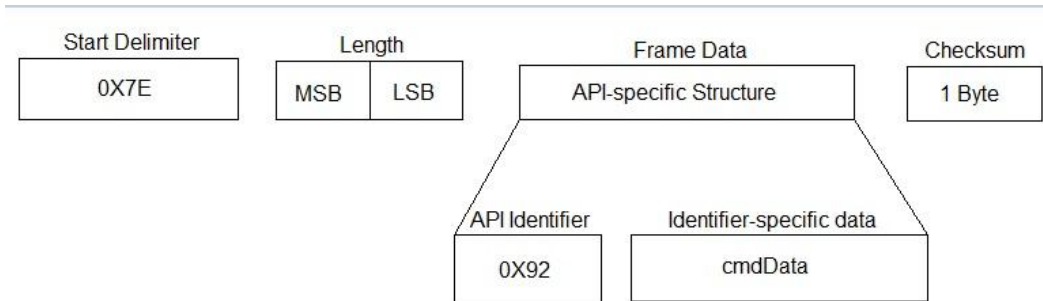 Start Delimiter
Length
Frame Data
Checksum
0X7E
MSB
LSB
API-specific Structure
1 Byte
API Identifier
Identifier-specific data
0X92
cmdData